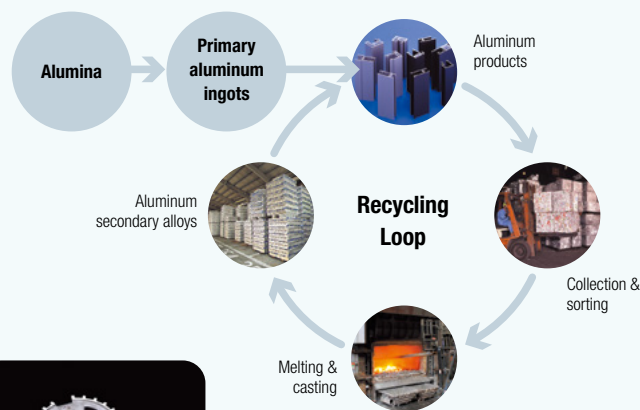 Alumina
Primary
aluminum
ingots
Aluminum
products
Aluminum
secondary alloys
Recycling
Loop
Collection &
sorting
Melting &
casting